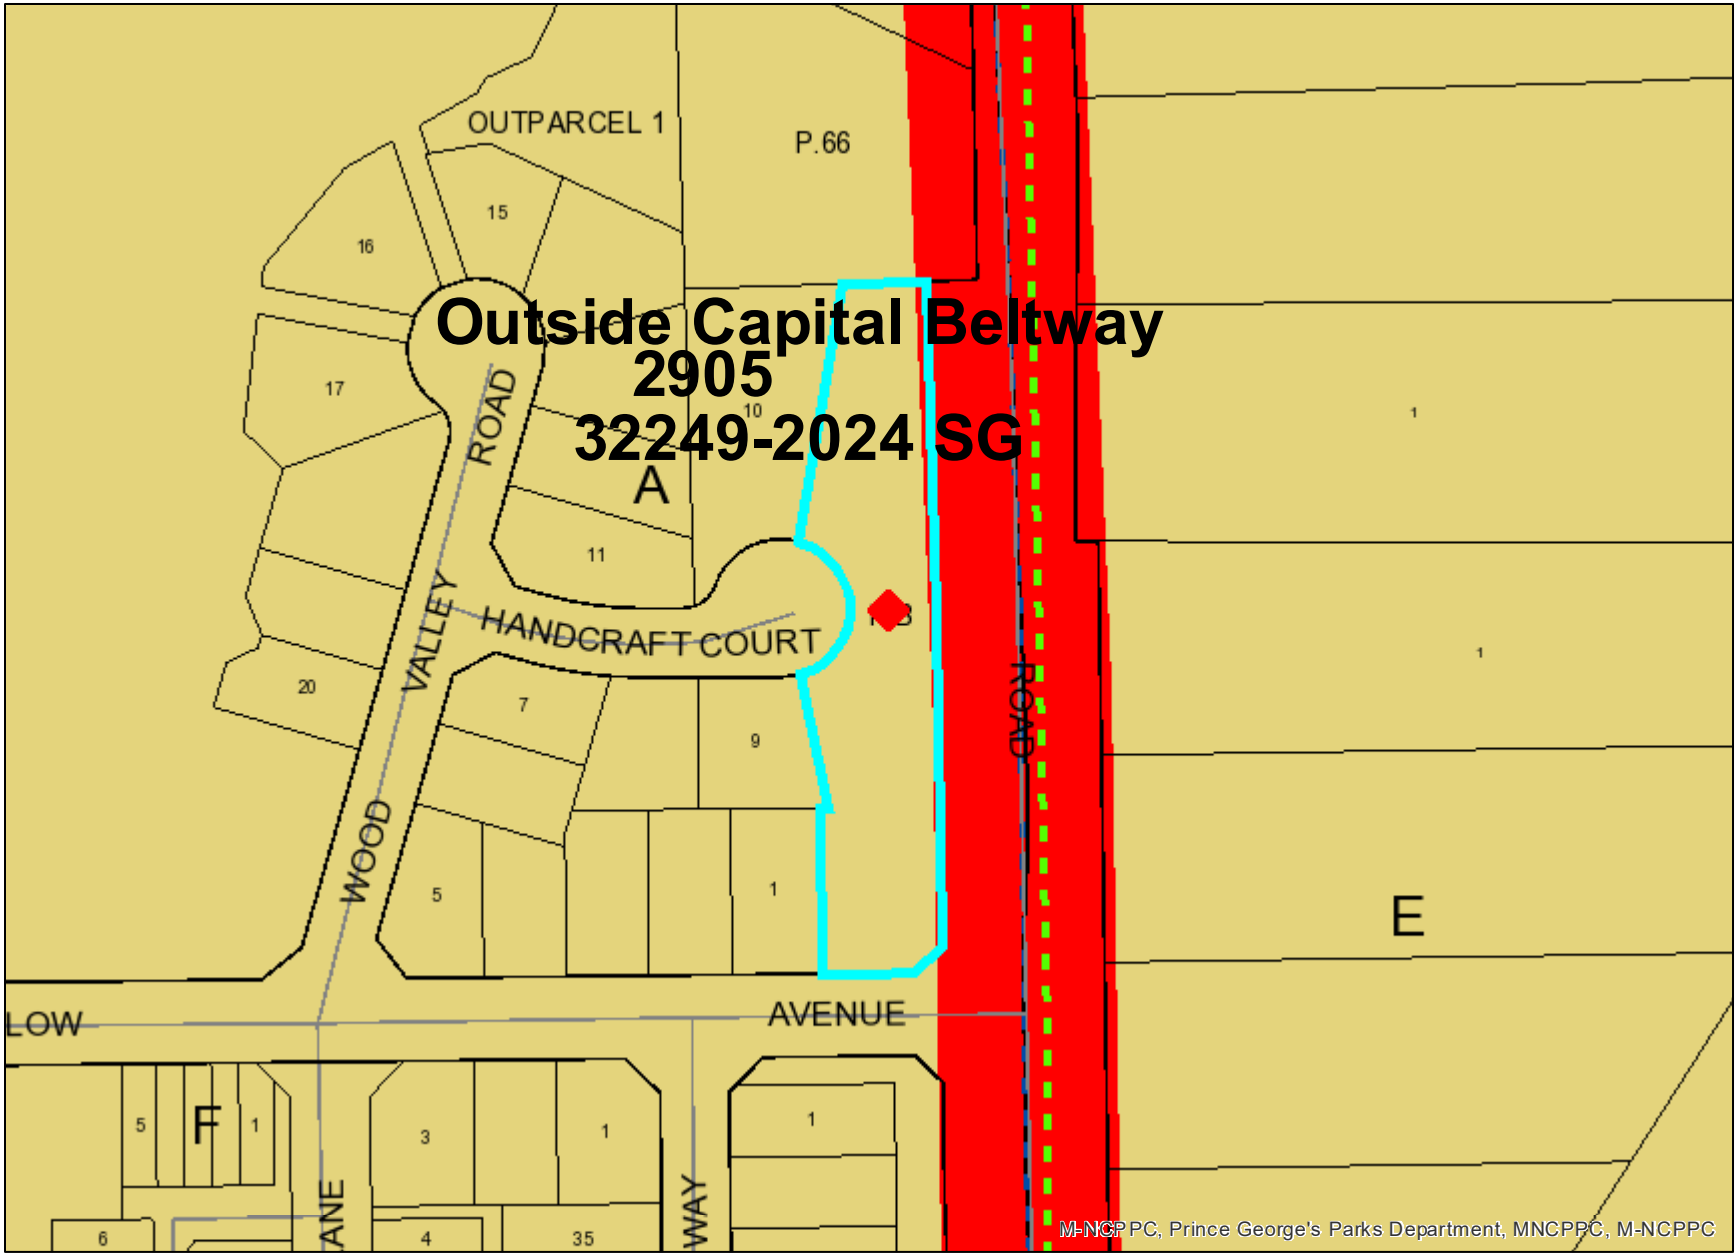 OUTPARCEL 1
P.66
15
16
Outside Capital Beltway
2905
17
ROAD
10
32249-2024 SG
1
A
11
HANDCRAFT COURT
VALLEY
1
20
7
ROAD
9
WOOD
5
1
E
LOW
AVENUE
5
F
1
3
1
1
LANE
WAY
6
4
35
M-NCPPC, Prince George's Parks Department, MNCPPC, M-NCPPC